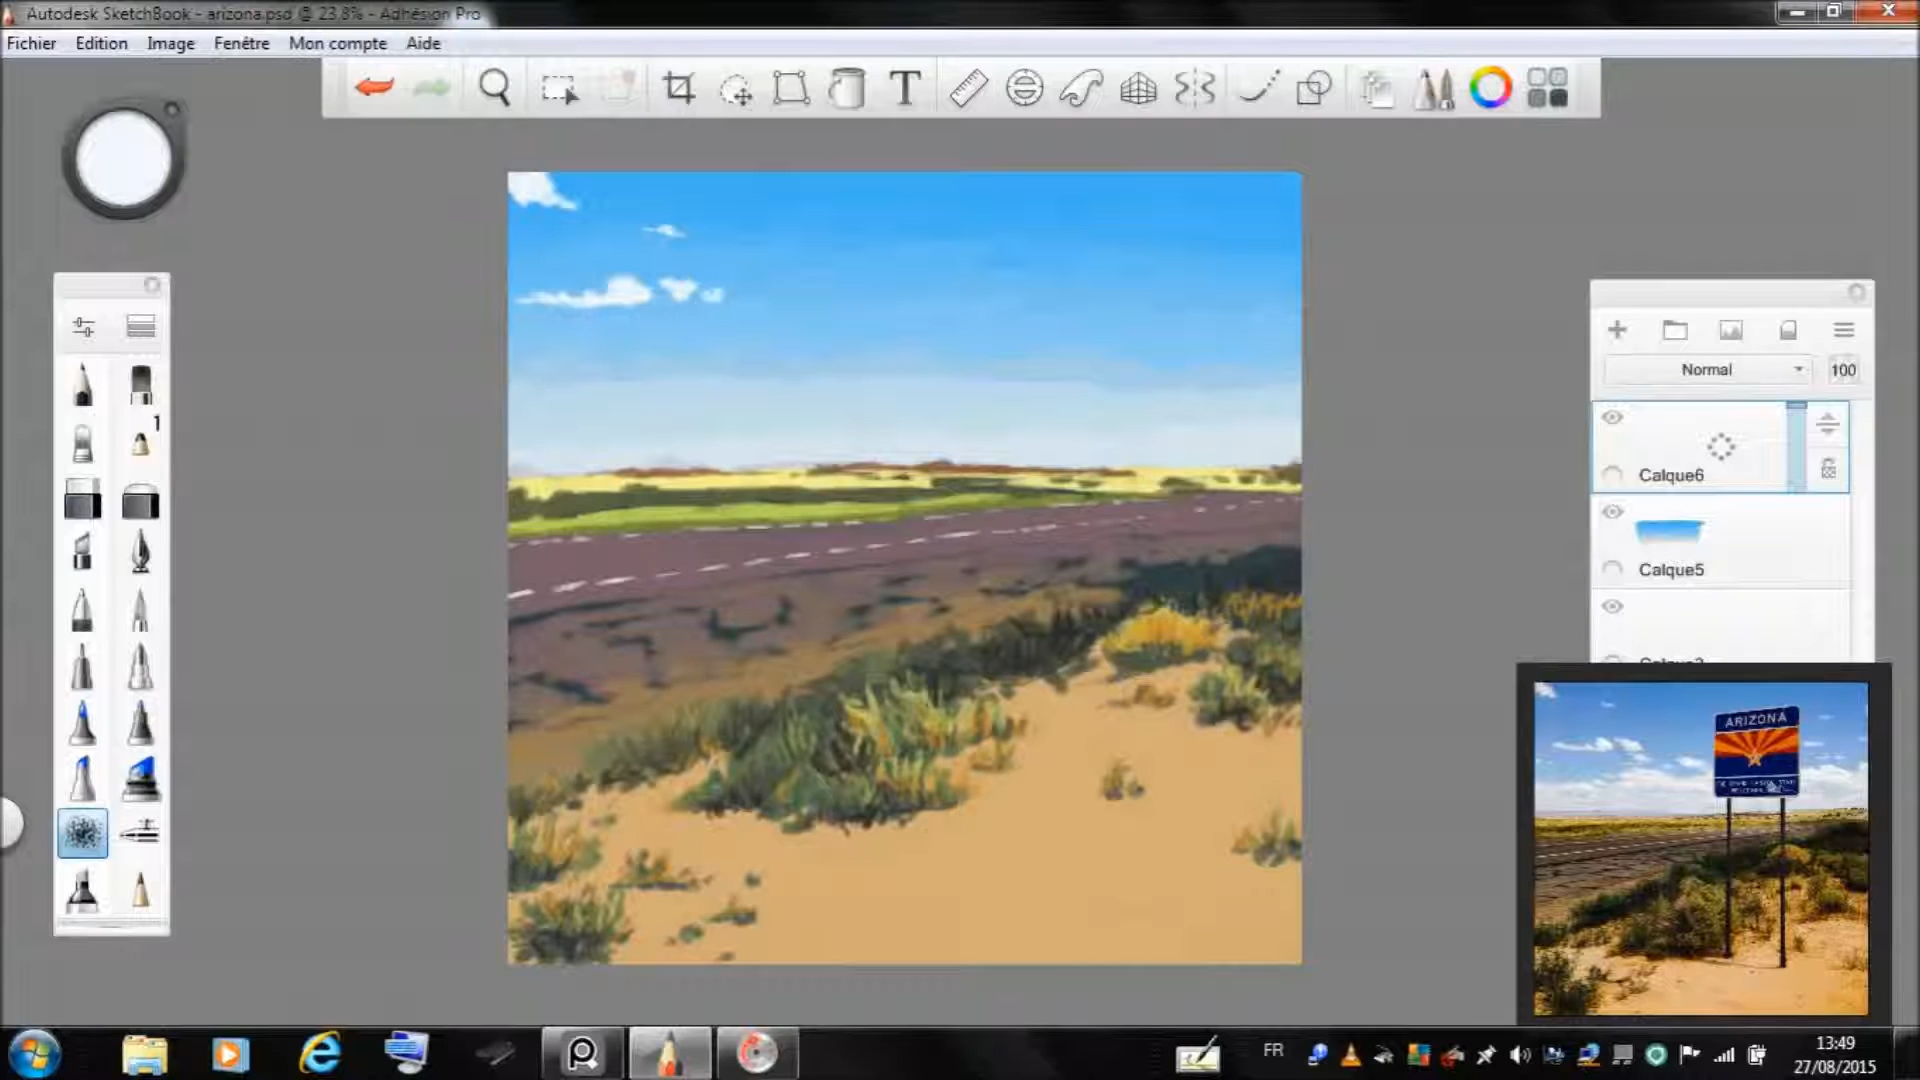 Autodesk SketchBook - arizona.psd @ 23.8% - Adhésion Pro
Fichier Edition Image Fenêtre Mon compte Aide
T
1
Normal 100
Calque6
Calque5
ARIZONA
FR
13:49
27/08/2015